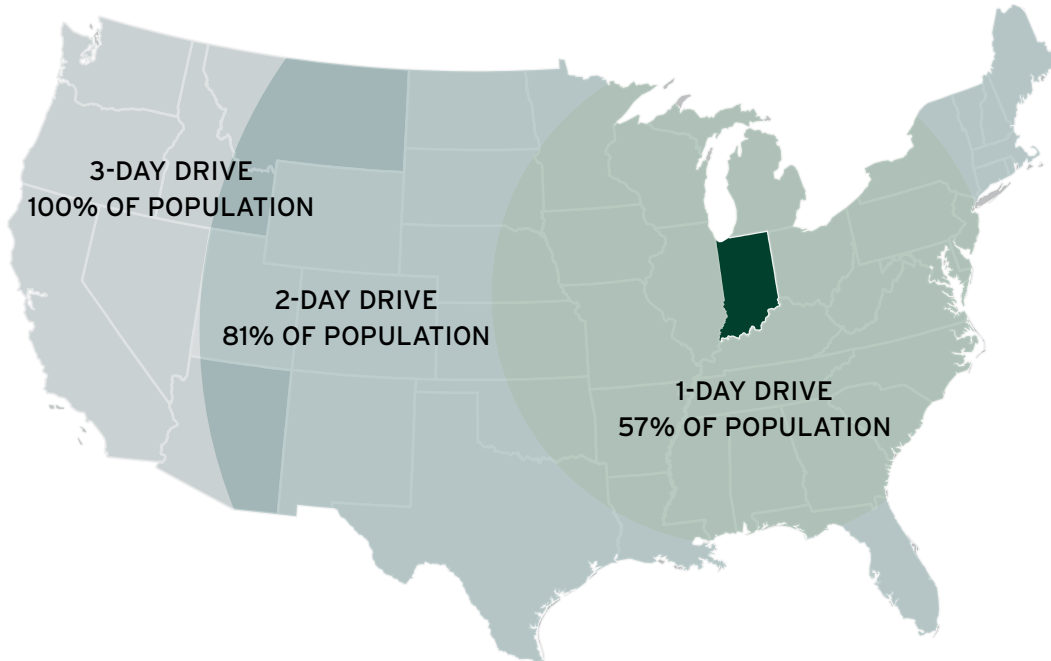 3-DAY DRIVE
100% OF POPULATION
2-DAY DRIVE
81% OF POPULATION
1-DAY DRIVE
57% OF POPULATION